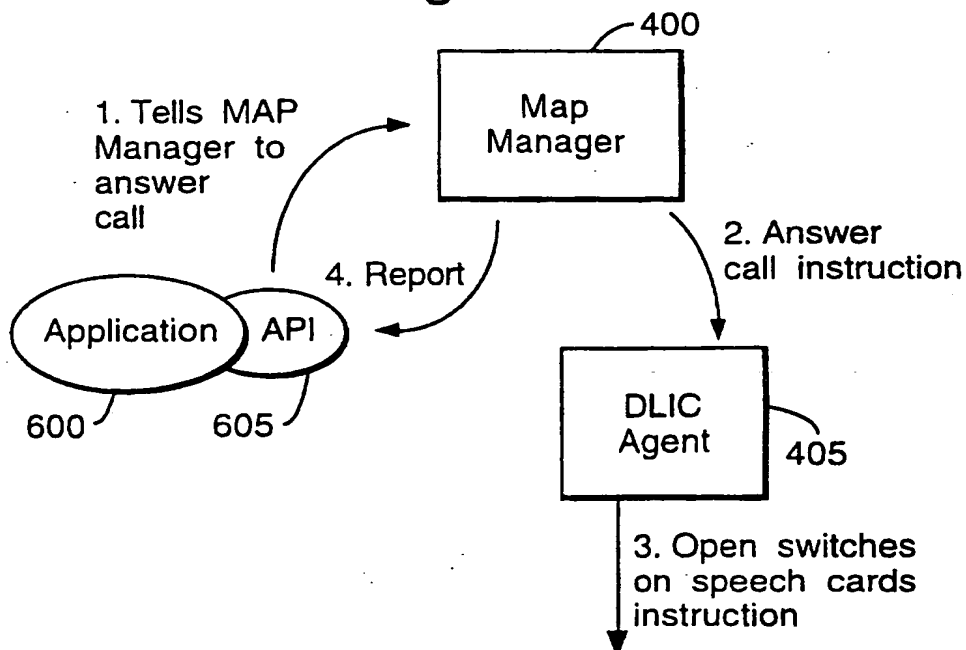 400
1. Tells MAP
Manager to
answer
call
Map
Manager
2. Answer
call instruction
4. Report
Application
API
600
605
DLIC
Agent
405
3. Open switches
on speech cards
instruction